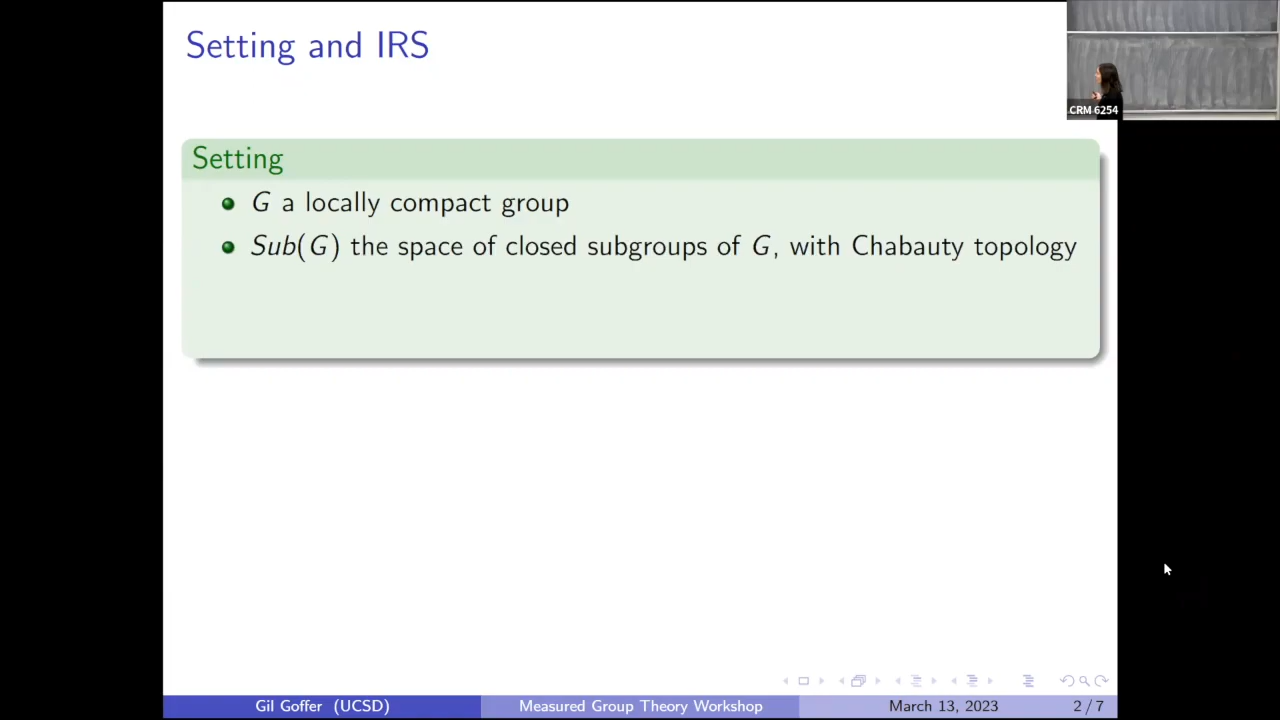 Setting and IRS
CRM 6254
Setting
G a locally compact group
Sub(G) the space of closed subgroups of G, with Chabauty topology
Gil Goffer (UCSD) Measured Group Theory Workshop March 13, 2023 2 / 7